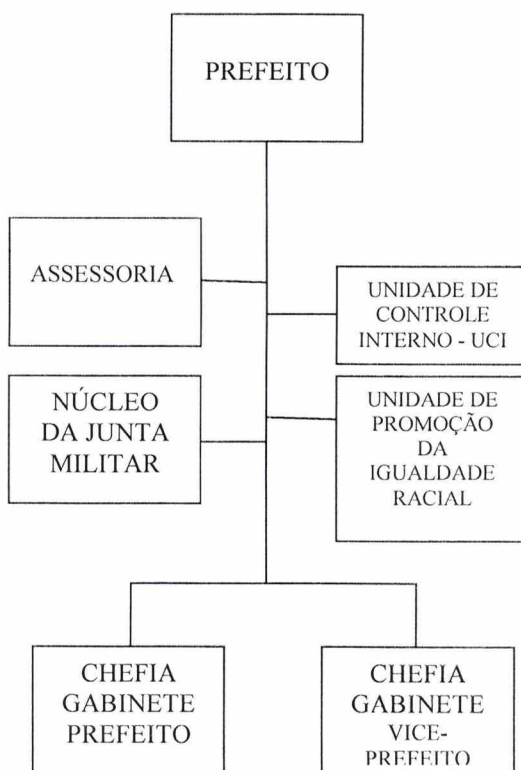 PREFEITO
ASSESSORIA
UNIDADE DE
CONTROLE
INTERNO - UCI
NÚCLEO
DA JUNTA
MILITAR
UNIDADE DE
PROMOÇÃO
DA
IGUALDADE
RACIAL
CHEFIA
GABINETE
PREFEITO
CHEFIA
GABINETE
VICE-
PREFEITO